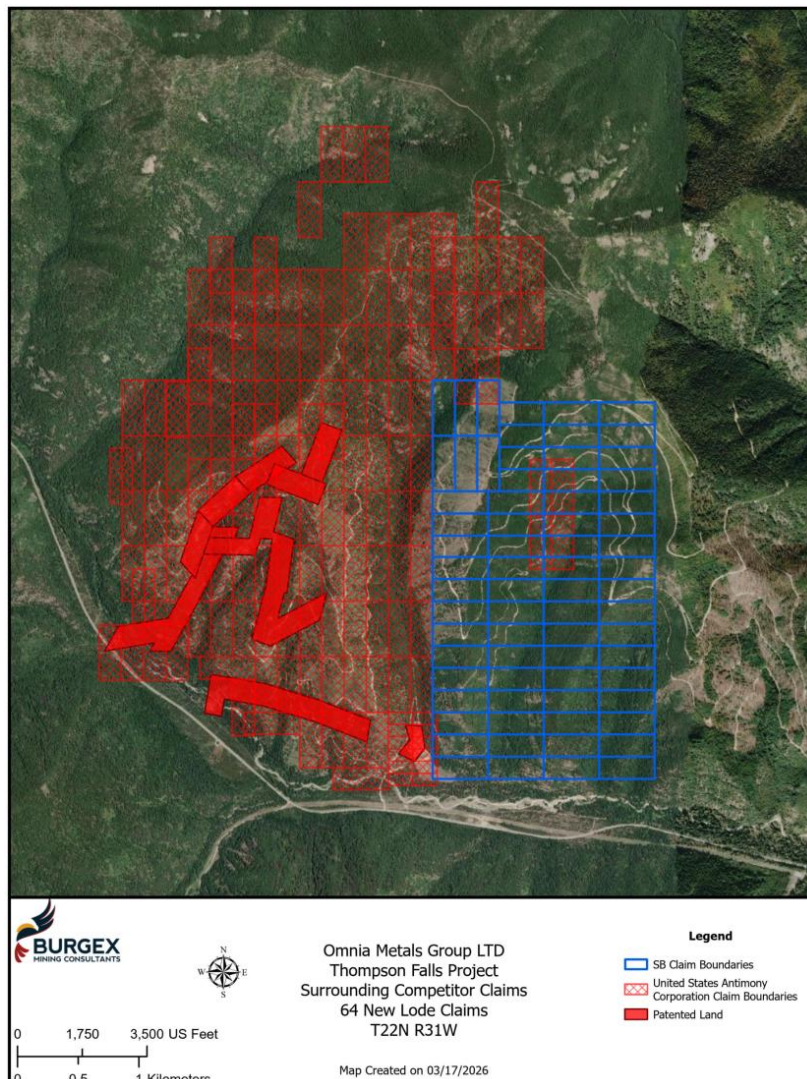 BURGEX
MINING CONSULTANTS
N
W
E
S
0 1,750 3,500 US Feet
0 0.5 1 Kilometers
Omnia Metals Group LTD
Thompson Falls Project
Surrounding Competitor Claims
64 New Lode Claims
T22N R31W
Map Created on 03/17/2026
Legend
SB Claim Boundaries
United States Antimony
Corporation Claim Boundaries
Patented Land